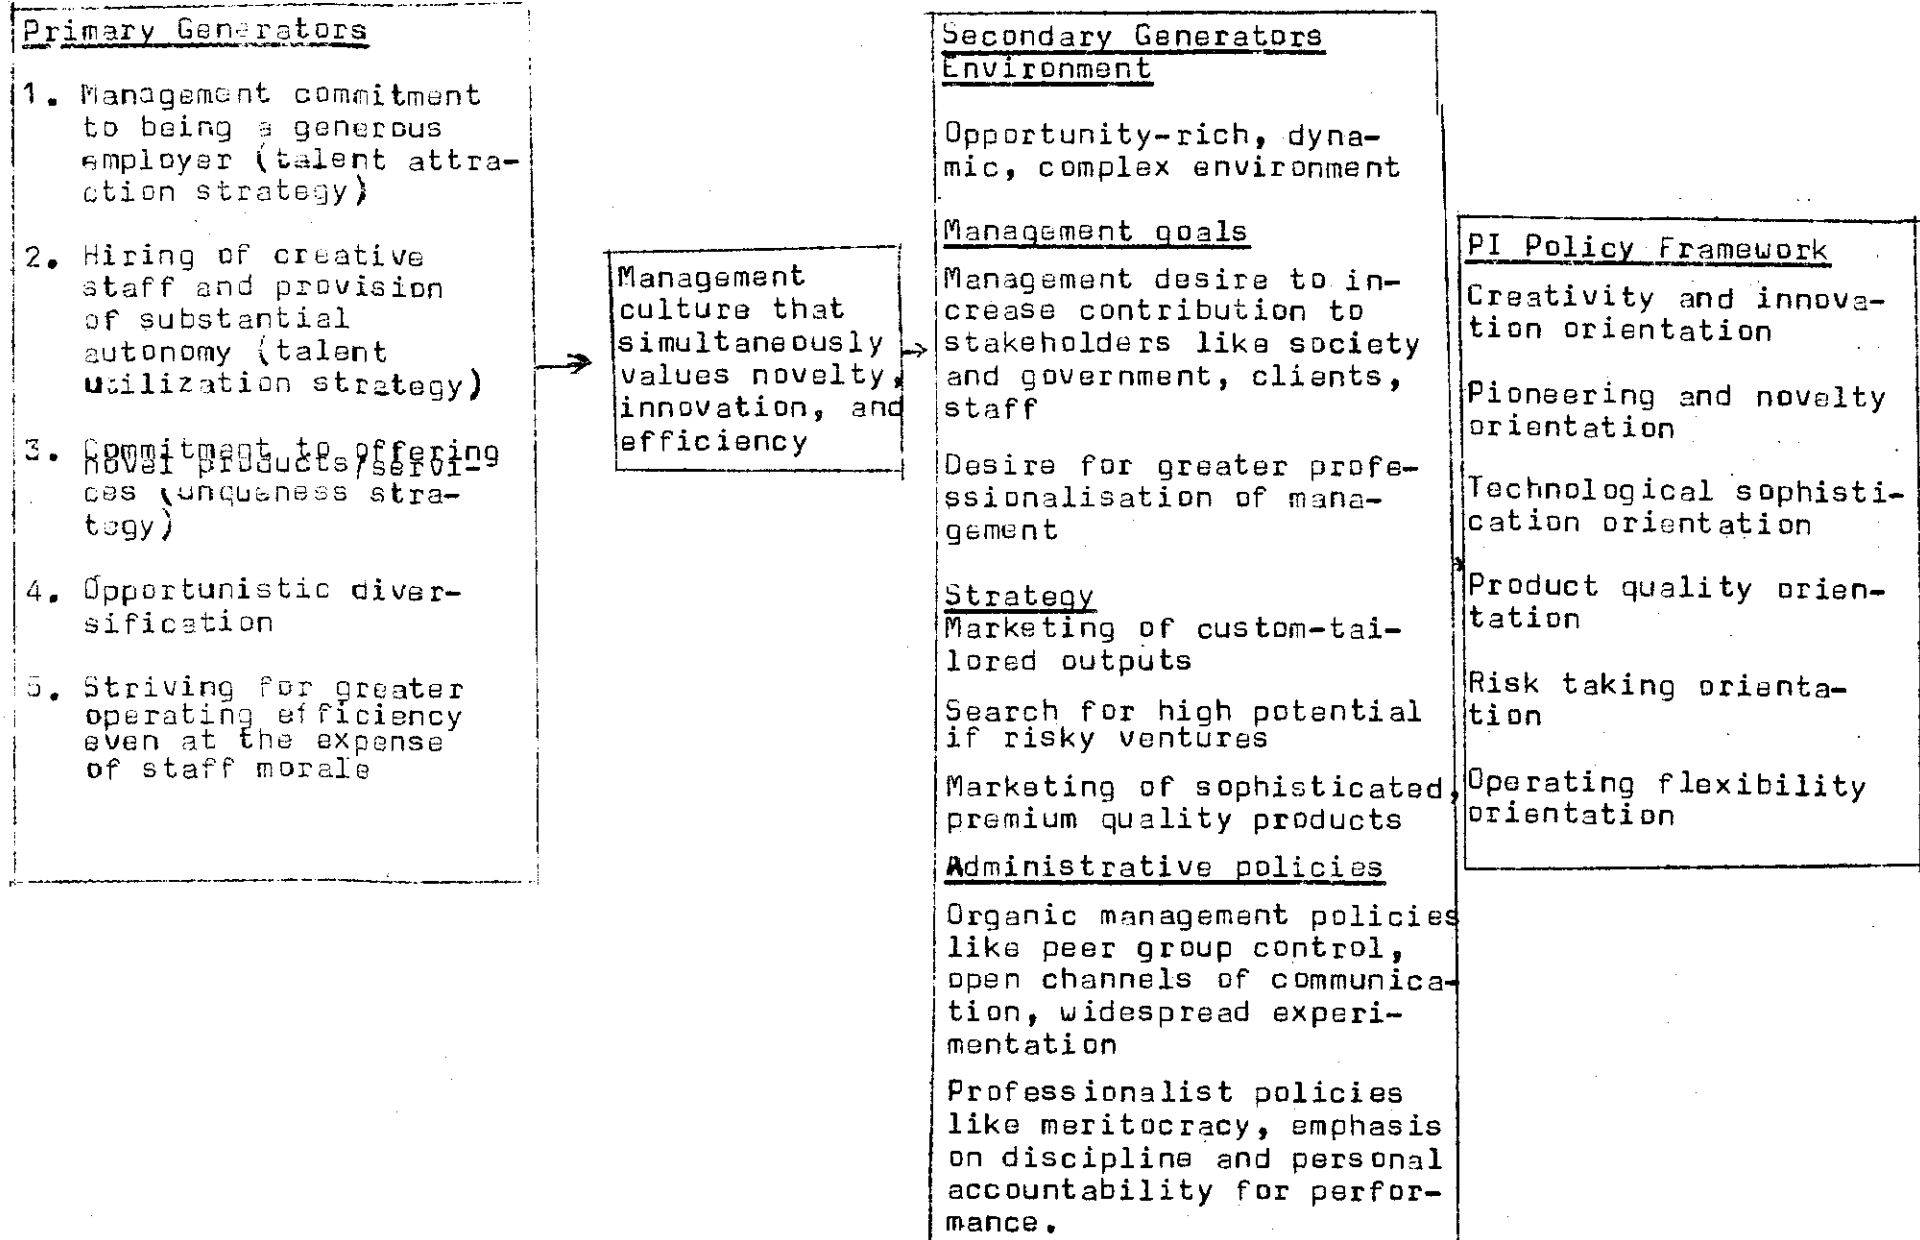 Primary Generators
1. Management commitment
to being a generous
employer (talent attra-
ction strategy)
2. Hiring of creative
staff and provision
of substantial
autonomy (talent
utilization strategy)
3. Commitment to offering
novel products/servi-
ces (unqueness stra-
tegy)
4. Opportunistic diver-
sification
5. Striving for greater
operating efficiency
even at the expense
of staff morale
Management
culture that
simultaneously
values novelty,
innovation, and
efficiency
Secondary Generators
Environment
Opportunity-rich, dyna-
mic, complex environment
Management goals
Management desire to in-
crease contribution to
stakeholders like society
and government, clients,
staff
Desire for greater profe-
ssionalisation of mana-
gement
Strategy
Marketing of custom-tai-
lored outputs
Search for high potential
if risky ventures
Marketing of sophisticated,
premium quality products
Administrative policies
Organic management policies
like peer group control,
open channels of communica-
tion, widespread experi-
mentation
Professionalist policies
like meritocracy, emphasis
on discipline and personal
accountability for perfor-
mance.
PI Policy Framework
Creativity and innova-
tion orientation
Pioneering and novelty
orientation
Technological sophisti-
cation orientation
Product quality orien-
tation
Risk taking orienta-
tion
Operating flexibility
orientation